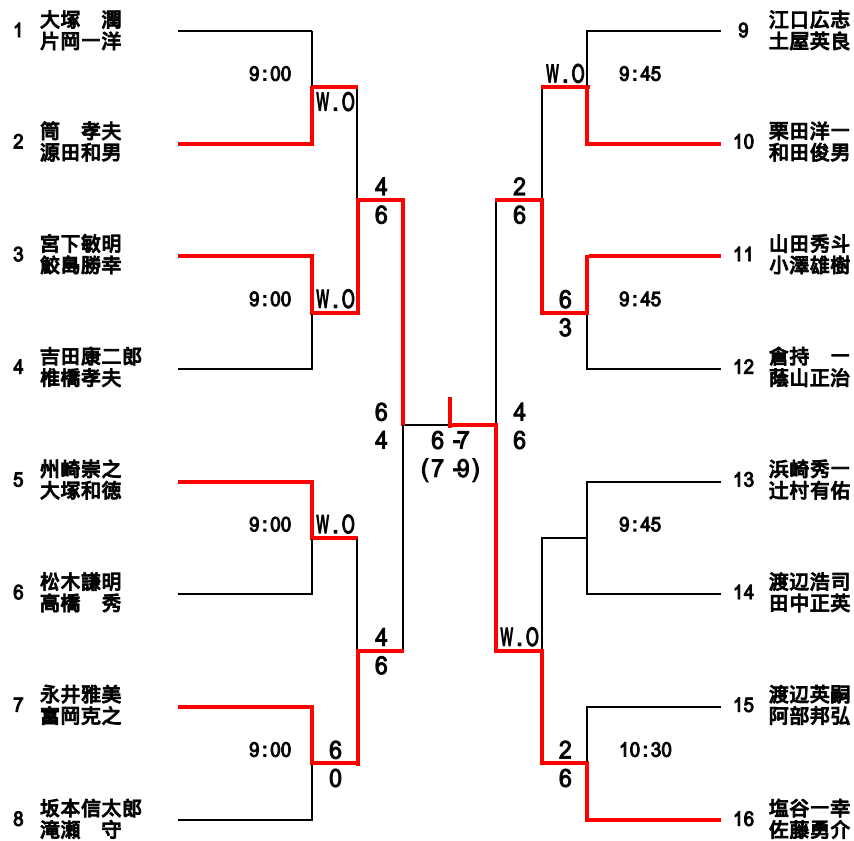 1 大塚　潤
片岡一洋
9:00
W.O
2 筒　孝夫
源田和男
4
6
3 宮下敏明
鮫島勝幸
9:00 W.O
4 吉田康二郎
椎橋孝夫
6
4
5 州崎崇之
大塚和徳
9:00 W.O
6 松木謙明
高橋　秀
4
6
7 永井雅美
富岡克之
9:00 6
0
8 坂本信太郎
滝瀬　守
6-7
(7-9)
9 江口広志
土屋英良
W.O 9:45
10 栗田洋一
和田俊男
2
6
11 山田秀斗
小澤雄樹
6 9:45
3
12 倉持　一
蔭山正治
4
6
13 浜崎秀一
辻村有佑
9:45
14 渡辺浩司
田中正英
W.O
15 渡辺英嗣
阿部邦弘
2 10:30
6
16 塩谷一幸
佐藤勇介